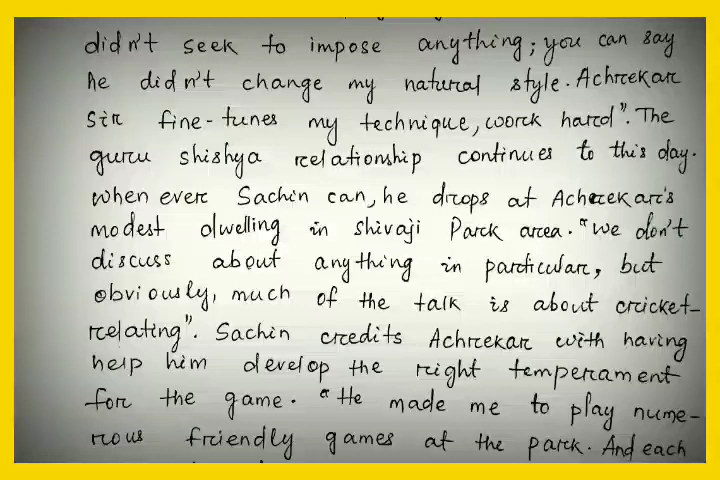 didn't seek to impose anything; you can say
he didn't change my natural style. Achrekar
Sir fine-tunes my technique, work hard". The
guru shishya relationship continues to this day.
when ever Sachin can, he drops at Acherekar's
modest dwelling in shivaji Park area. "we don't
discuss about anything in particular, but
obviously, much of the talk is about cricket-
relating". Sachin credits Achrekar with having
help him develop the right temperament
for the game. "He made me to play nume-
rous friendly games at the park. And each